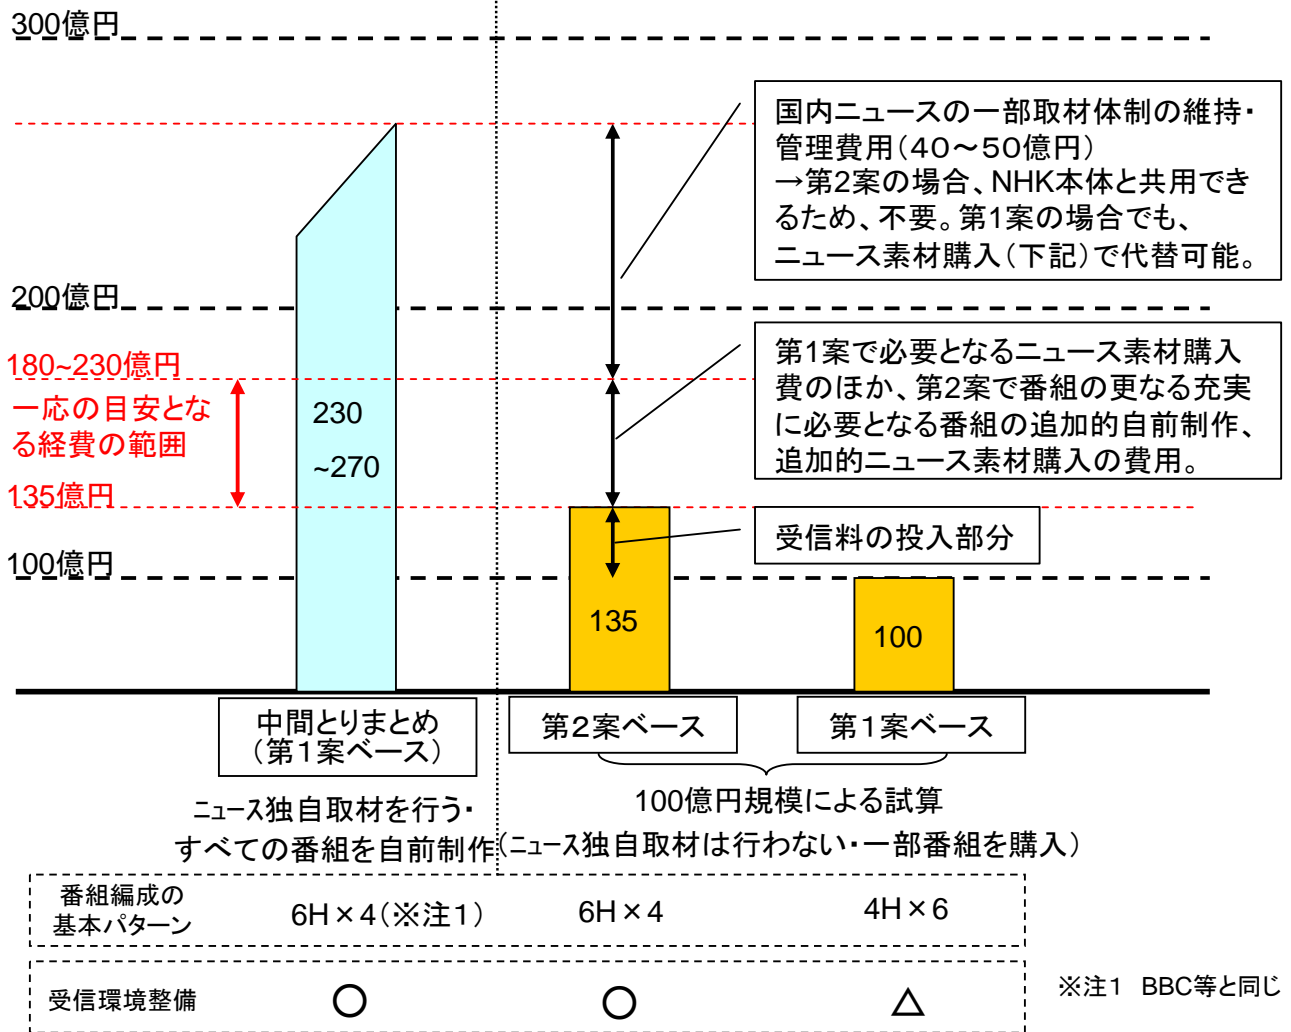 300億円
国内ニュースの一部取材体制の維持・
管理費用(40～50億円)
→第2案の場合、NHK本体と共用でき
るため、不要。第1案の場合でも、
ニュース素材購入(下記)で代替可能。
200億円
180~230億円
一応の目安とな
る経費の範囲
135億円
230
~270
第1案で必要となるニュース素材購入
費のほか、第2案で番組の更なる充実
に必要となる番組の追加的自前制作、
追加的ニュース素材購入の費用。
受信料の投入部分
100億円
135
100
中間とりまとめ
(第1案ベース)
第2案ベース
第1案ベース
ニュース独自取材を行う・
すべての番組を自前制作
100億円規模による試算
(ニュース独自取材は行わない・一部番組を購入)
番組編成の
基本パターン
6H×4(※注1)
6H×4
4H×6
受信環境整備
○
○
△
※注1 BBC等と同じ